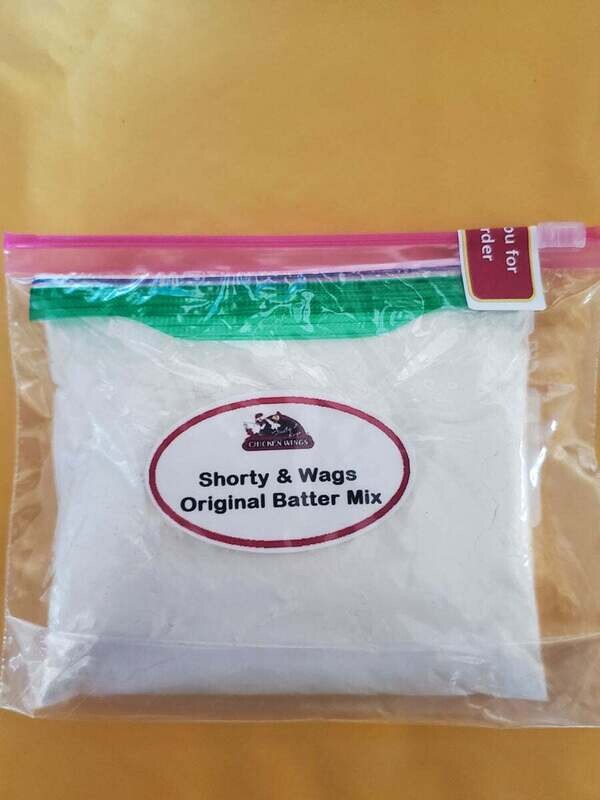 ou for
rder
CHICKEN WINGS
Shorty & Wags
Original Batter Mix